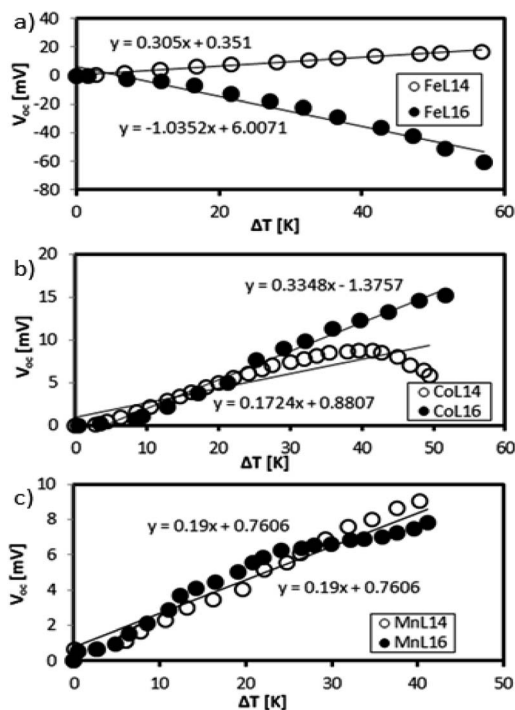 a)
40
20
0
-20
-40
-60
-80
Voc [mV]
y = 0.305x + 0.351
y = -1.0352x + 6.0071
FeL14
FeL16
0 20 40 60
ΔT [K]
b)
20
15
10
5
0
Voc [mV]
y = 0.3348x - 1.3757
y = 0.1724x + 0.8807
CoL14
CoL16
0 10 20 30 40 50 60
ΔT [K]
c)
10
8
6
4
2
0
Voc [mV]
y = 0.19x + 0.7606
y = 0.19x + 0.7606
MnL14
MnL16
0 10 20 30 40 50
ΔT [K]